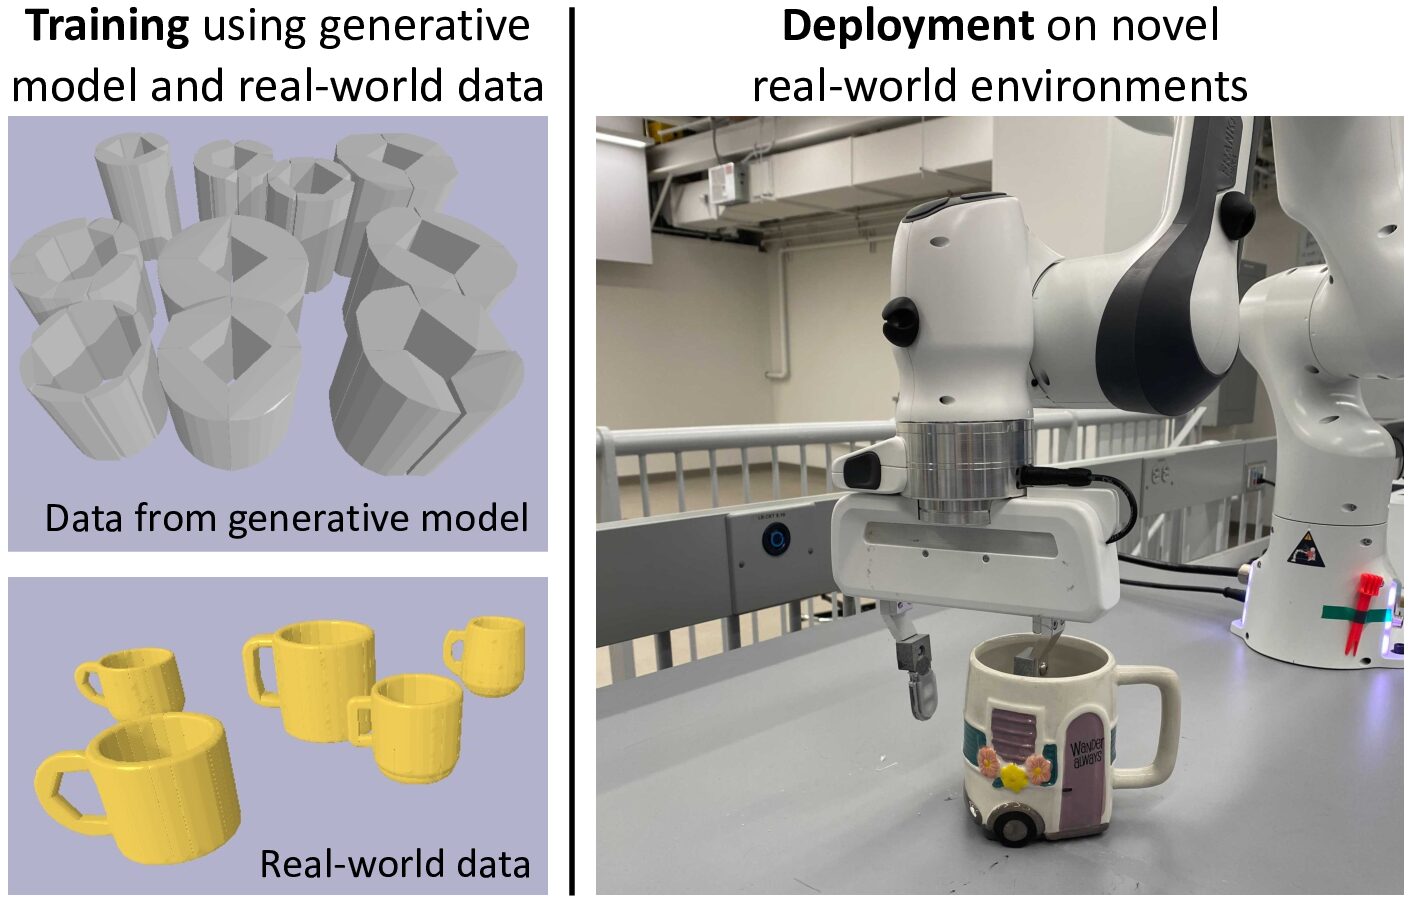 Training using generative
model and real-world data
Data from generative model
Real-world data
Deployment on novel
real-world environments
Wander
always